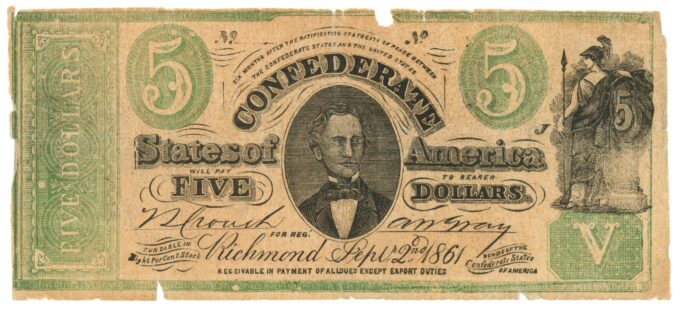 FIVE DOLLARS
5
No.
No.
5
SIX MONTHS AFTER THE RATIFICATION OF A TREATY OF PEACE BETWEEN
THE CONFEDERATE STATES AND THE UNITED STATES
CONFEDERATE
5
J
States of America
WILL PAY
TO BEARER
FIVE
DOLLARS.
FOR REG.
Richmond Sept 2nd 1861
FUNDABLE IN
Eight Per Cent Stock
BONDS OF THE
Confederate States
OF AMERICA
V
RECEIVABLE IN PAYMENT OF ALL DUES EXCEPT EXPORT DUTIES